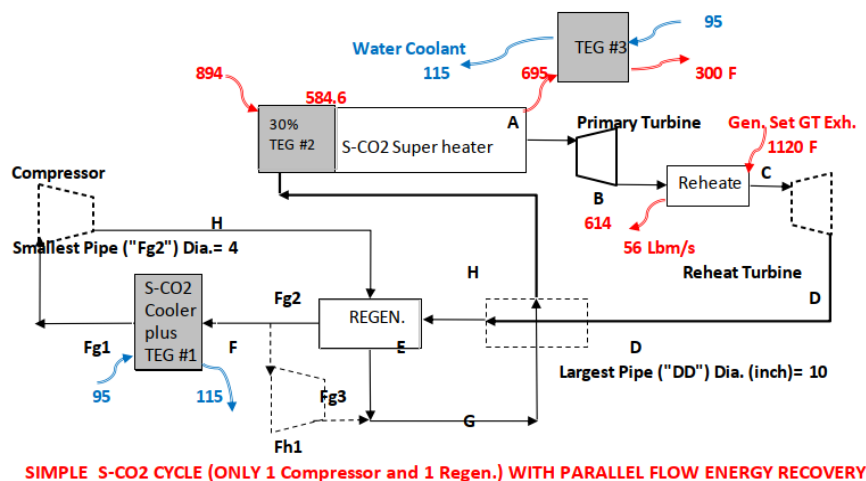 95
Water Coolant
TEG #3
115
695
300 F
894
584.6
30%
TEG #2
A
S-CO2 Super heater
Primary Turbine
Gen. Set GT Exh.
1120 F
Compressor
B
Reheate
C
H
614
56 Lbm/s
Smallest Pipe ("Fg2") Dia.= 4
Reheat Turbine
S-CO2
Cooler
plus
TEG #1
H
Fg2
REGEN.
D
Fg1
F
E
D
95
115
Fg3
Largest Pipe ("DD") Dia. (inch)= 10
G
Fh1
SIMPLE S-CO2 CYCLE (ONLY 1 Compressor and 1 Regen.) WITH PARALLEL FLOW ENERGY RECOVERY